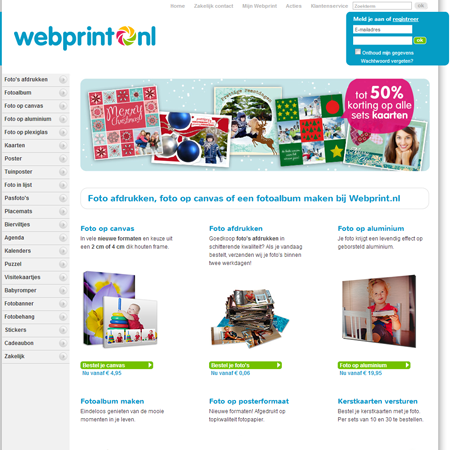 Home Zakelijk contact Mijn Webprint Acties Klantenservice Zoekterm ok
webprint.nl
Meld je aan of registreer
E-mailadres
ok
Onthoud mijn gegevens
Wachtwoord vergeten?
Foto's afdrukken
Fotoalbum
Foto op canvas
Foto op aluminium
Foto op plexiglas
Kaarten
Poster
Tuinposter
Foto in lijst
Pasfoto's
Placemats
Bierviltjes
Agenda
Kalenders
Puzzel
Visitekaartjes
Babyromper
Fotobanner
Fotobehang
Stickers
Cadeaubon
Zakelijk
Merry Christmas!
tot 50%
korting op alle
sets kaarten
Foto afdrukken, foto op canvas of een fotoalbum maken bij Webprint.nl
Foto op canvas
In vele nieuwe formaten en keuze uit
een 2 cm of 4 cm dik houten frame.
Bestel je canvas
Nu vanaf € 4,95
Foto afdrukken
Goedkoop foto's afdrukken in
schitterende kwaliteit? Als je vandaag
bestelt, verzenden wij je foto's binnen
twee werkdagen!
Bestel je foto's
Nu vanaf € 0,06
Foto op aluminium
Je foto krijgt een levendig effect op
geborsteld aluminium.
Foto op aluminium
Nu vanaf € 19,95
Fotoalbum maken
Eindeloos genieten van de mooie
momenten in je leven.
Foto op posterformaat
Nieuwe formaten! Afgedrukt op
topkwaliteit fotopapier.
Kerstkaarten versturen
Bestel je kerstkaarten met je foto.
Per sets van 10 en 30 te bestellen.